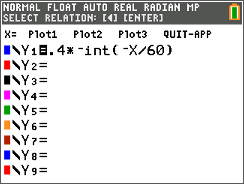 NORMAL FLOAT AUTO REAL RADIAN MP
SELECT RELATION: [◄] [ENTER]
X= Plot1 Plot2 Plot3 QUIT-APP
\Y1=.4*⁻int(⁻X/60)
\Y2=
\Y3=
\Y4=
\Y5=
\Y6=
\Y7=
\Y8=
\Y9=